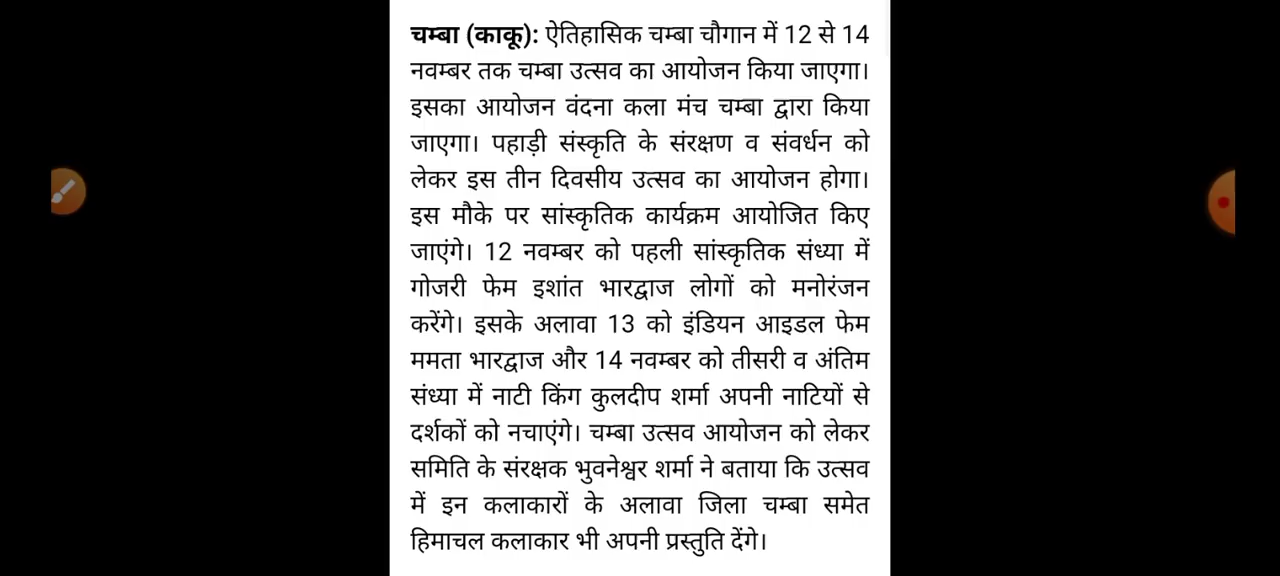 चम्बा (काकू): ऐतिहासिक चम्बा चौगान में 12 से 14
नवम्बर तक चम्बा उत्सव का आयोजन किया जाएगा।
इसका आयोजन वंदना कला मंच चम्बा द्वारा किया
जाएगा। पहाड़ी संस्कृति के संरक्षण व संवर्धन को
लेकर इस तीन दिवसीय उत्सव का आयोजन होगा।
इस मौके पर सांस्कृतिक कार्यक्रम आयोजित किए
जाएंगे। 12 नवम्बर को पहली सांस्कृतिक संध्या में
गोजरी फेम इशांत भारद्वाज लोगों को मनोरंजन
करेंगे। इसके अलावा 13 को इंडियन आइडल फेम
ममता भारद्वाज और 14 नवम्बर को तीसरी व अंतिम
संध्या में नाटी किंग कुलदीप शर्मा अपनी नाटियों से
दर्शकों को नचाएंगे। चम्बा उत्सव आयोजन को लेकर
समिति के संरक्षक भुवनेश्वर शर्मा ने बताया कि उत्सव
में इन कलाकारों के अलावा जिला चम्बा समेत
हिमाचल कलाकार भी अपनी प्रस्तुति देंगे।